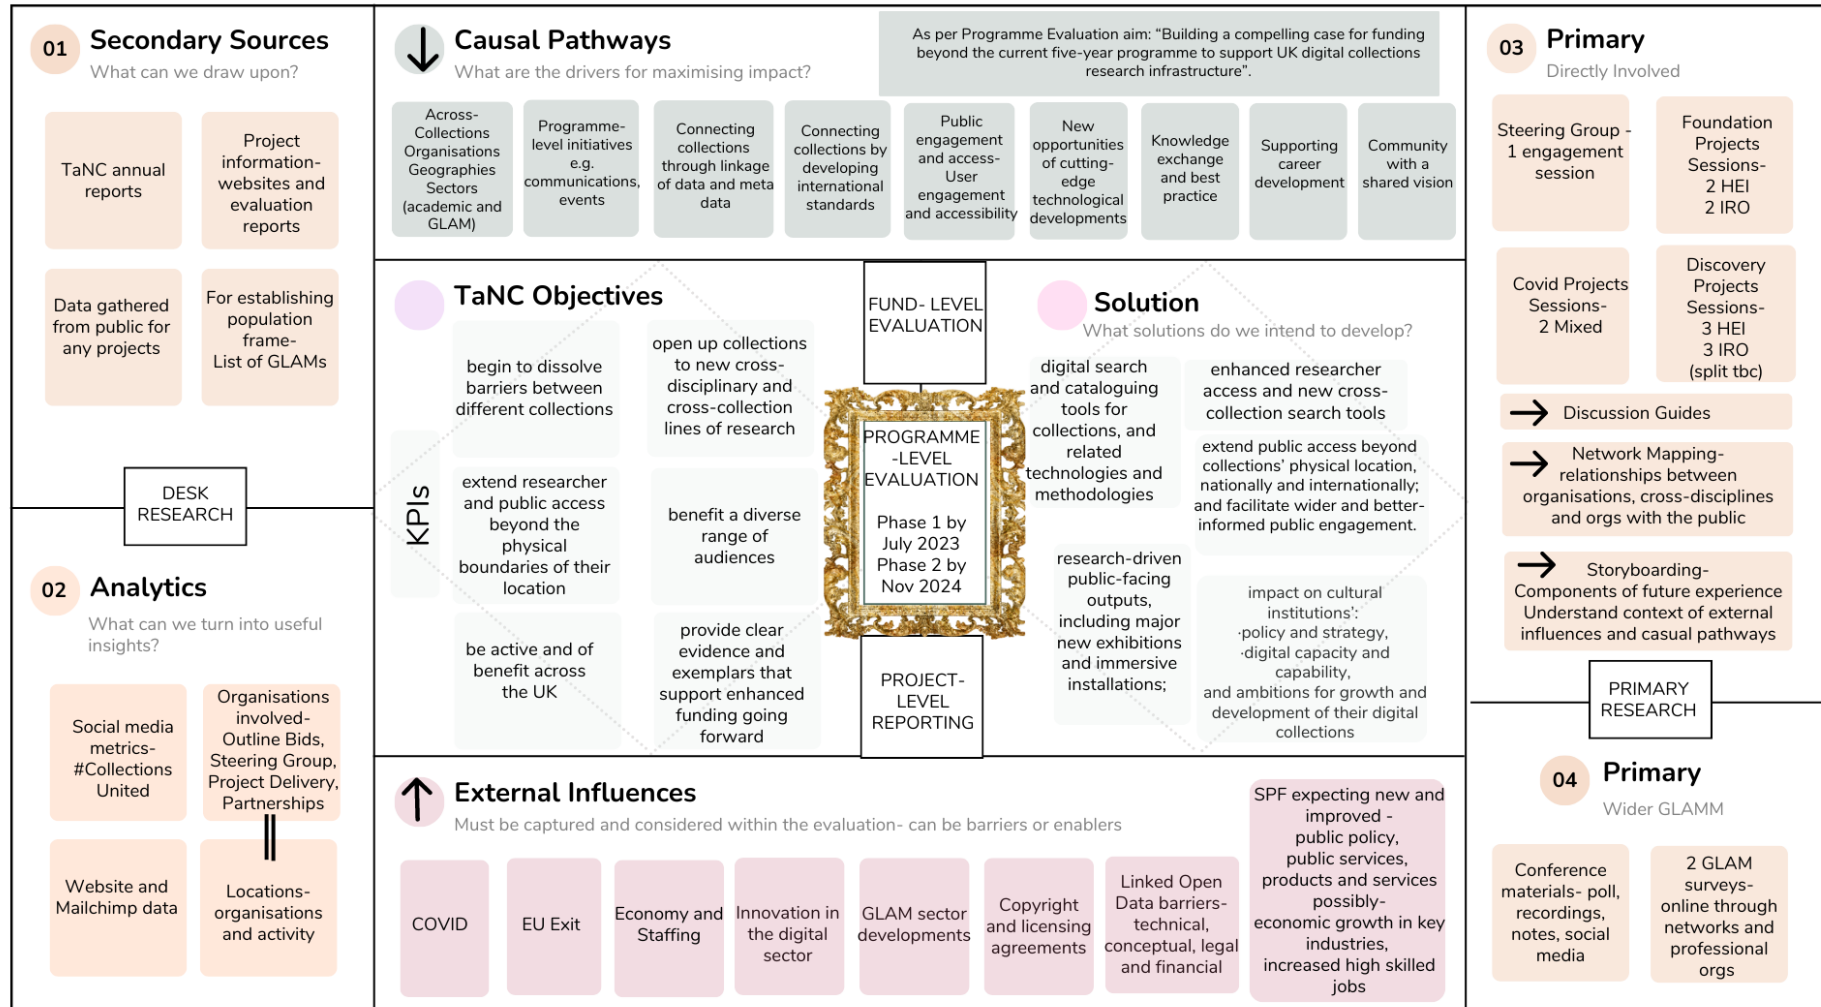 01
Secondary Sources
What can we draw upon?
TaNC annual
reports
Project
information-
websites and
evaluation
reports
Data gathered
from public for
any projects
For establishing
population
frame-
List of GLAMs
DESK
RESEARCH
02
Analytics
What can we turn into useful
insights?
Social media
metrics-
#Collections
United
Organisations
involved-
Outline Bids,
Steering Group,
Project Delivery,
Partnerships
Website and
Mailchimp data
Locations-
organisations
and activity
Causal Pathways
What are the drivers for maximising impact?
As per Programme Evaluation aim: “Building a compelling case for funding
beyond the current five-year programme to support UK digital collections
research infrastructure”.
Across-
Collections
Organisations
Geographies
Sectors
(academic and
GLAM)
Programme-
level initiatives
e.g.
communications,
events
Connecting
collections
through linkage
of data and meta
data
Connecting
collections by
developing
international
standards
Public
engagement
and access-
User
engagement
and accessibility
New
opportunities
of cutting-
edge
technological
developments
Knowledge
exchange
and best
practice
Supporting
career
development
Community
with a
shared vision
TaNC Objectives
KPIs
begin to dissolve
barriers between
different collections
open up collections
to new cross-
disciplinary and
cross-collection
lines of research
extend researcher
and public access
beyond the
physical
boundaries of their
location
benefit a diverse
range of
audiences
be active and of
benefit across
the UK
provide clear
evidence and
exemplars that
support enhanced
funding going
forward
FUND- LEVEL
EVALUATION
PROGRAMME
-LEVEL
EVALUATION
Phase 1 by
July 2023
Phase 2 by
Nov 2024
PROJECT-
LEVEL
REPORTING
Solution
What solutions do we intend to develop?
digital search
and cataloguing
tools for
collections, and
related
technologies and
methodologies
enhanced researcher
access and new cross-
collection search tools
extend public access beyond
collections’ physical location,
nationally and internationally;
and facilitate wider and better-
informed public engagement.
research-driven
public-facing
outputs,
including major
new exhibitions
and immersive
installations;
impact on cultural
institutions’:
·policy and strategy,
·digital capacity and
capability,
and ambitions for growth and
development of their digital
collections
External Influences
Must be captured and considered within the evaluation- can be barriers or enablers
COVID
EU Exit
Economy and
Staffing
Innovation in
the digital
sector
GLAM sector
developments
Copyright
and licensing
agreements
Linked Open
Data barriers-
technical,
conceptual, legal
and financial
SPF expecting new and
improved -
public policy,
public services,
products and services
possibly-
economic growth in key
industries,
increased high skilled
jobs
03
Primary
Directly Involved
Steering Group -
1 engagement
session
Foundation
Projects
Sessions-
2 HEI
2 IRO
Covid Projects
Sessions-
2 Mixed
Discovery
Projects
Sessions-
3 HEI
3 IRO
(split tbc)
Discussion Guides
Network Mapping-
relationships between
organisations, cross-disciplines
and orgs with the public
Storyboarding-
Components of future experience
Understand context of external
influences and casual pathways
PRIMARY
RESEARCH
04
Primary
Wider GLAMM
Conference
materials- poll,
recordings,
notes, social
media
2 GLAM
surveys-
online through
networks and
professional
orgs